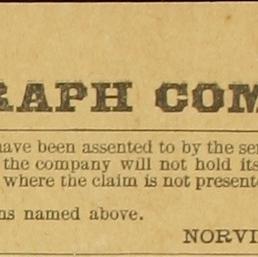 RAPH COM
have been assented to by the se
the company will not hold its
where the claim is not present
ns named above.
NORVI